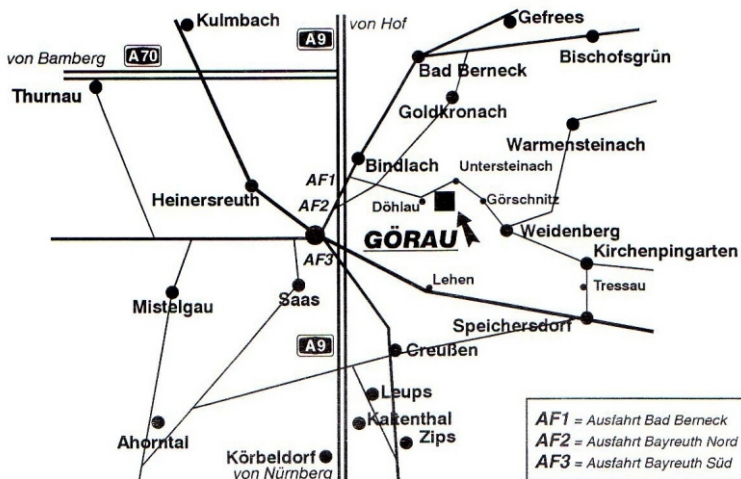 Kulmbach
A9
von Hof
Gefrees
von Bamberg
A70
Bischofsgrün
Bad Berneck
Thurnau
Goldkronach
Warmensteinach
Bindlach
AF1
Untersteinach
Heinersreuth
AF2
Döhlau
Görschnitz
GÖRAU
Weidenberg
AF3
Kirchenpingarten
Lehen
Tressau
Mistelgau
Saas
Speichersdorf
A9
Creußen
Leups
AF1 = Ausfahrt Bad Berneck
Kaltenthal
Ahorntal
Zips
AF2 = Ausfahrt Bayreuth Nord
Körbeldorf
AF3 = Ausfahrt Bayreuth Süd
von Nürnberg